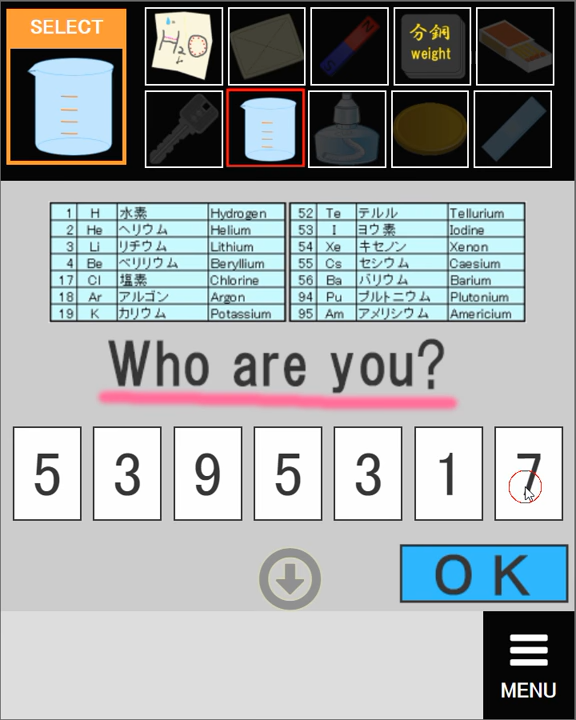 SELECT
H2O
分銅
weight
N
S
1 H 水素 Hydrogen
2 He ヘリウム Helium
3 Li リチウム Lithium
4 Be ベリリウム Beryllium
17 Cl 塩素 Chlorine
18 Ar アルゴン Argon
19 K カリウム Potassium
52 Te テルル Tellurium
53 I ヨウ素 Iodine
54 Xe キセノン Xenon
55 Cs セシウム Caesium
56 Ba バリウム Barium
94 Pu プルトニウム Plutonium
95 Am アメリシウム Americium
Who are you?
5 3 9 5 3 1 7
OK
MENU